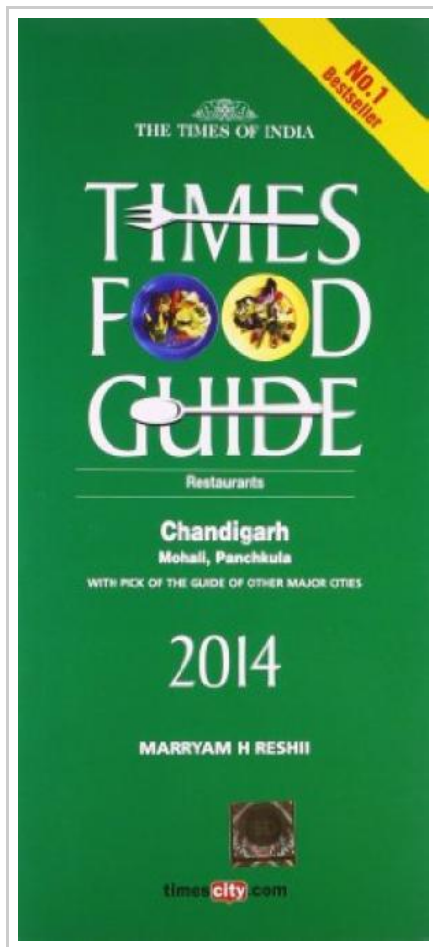 No.1
Bestseller
THE TIMES OF INDIA
TIMES
FOOD
GUIDE
Restaurants
Chandigarh
Mohali, Panchkula
WITH PICK OF THE GUIDE OF OTHER MAJOR CITIES
2014
MARRYAM H RESHII
timescity.com